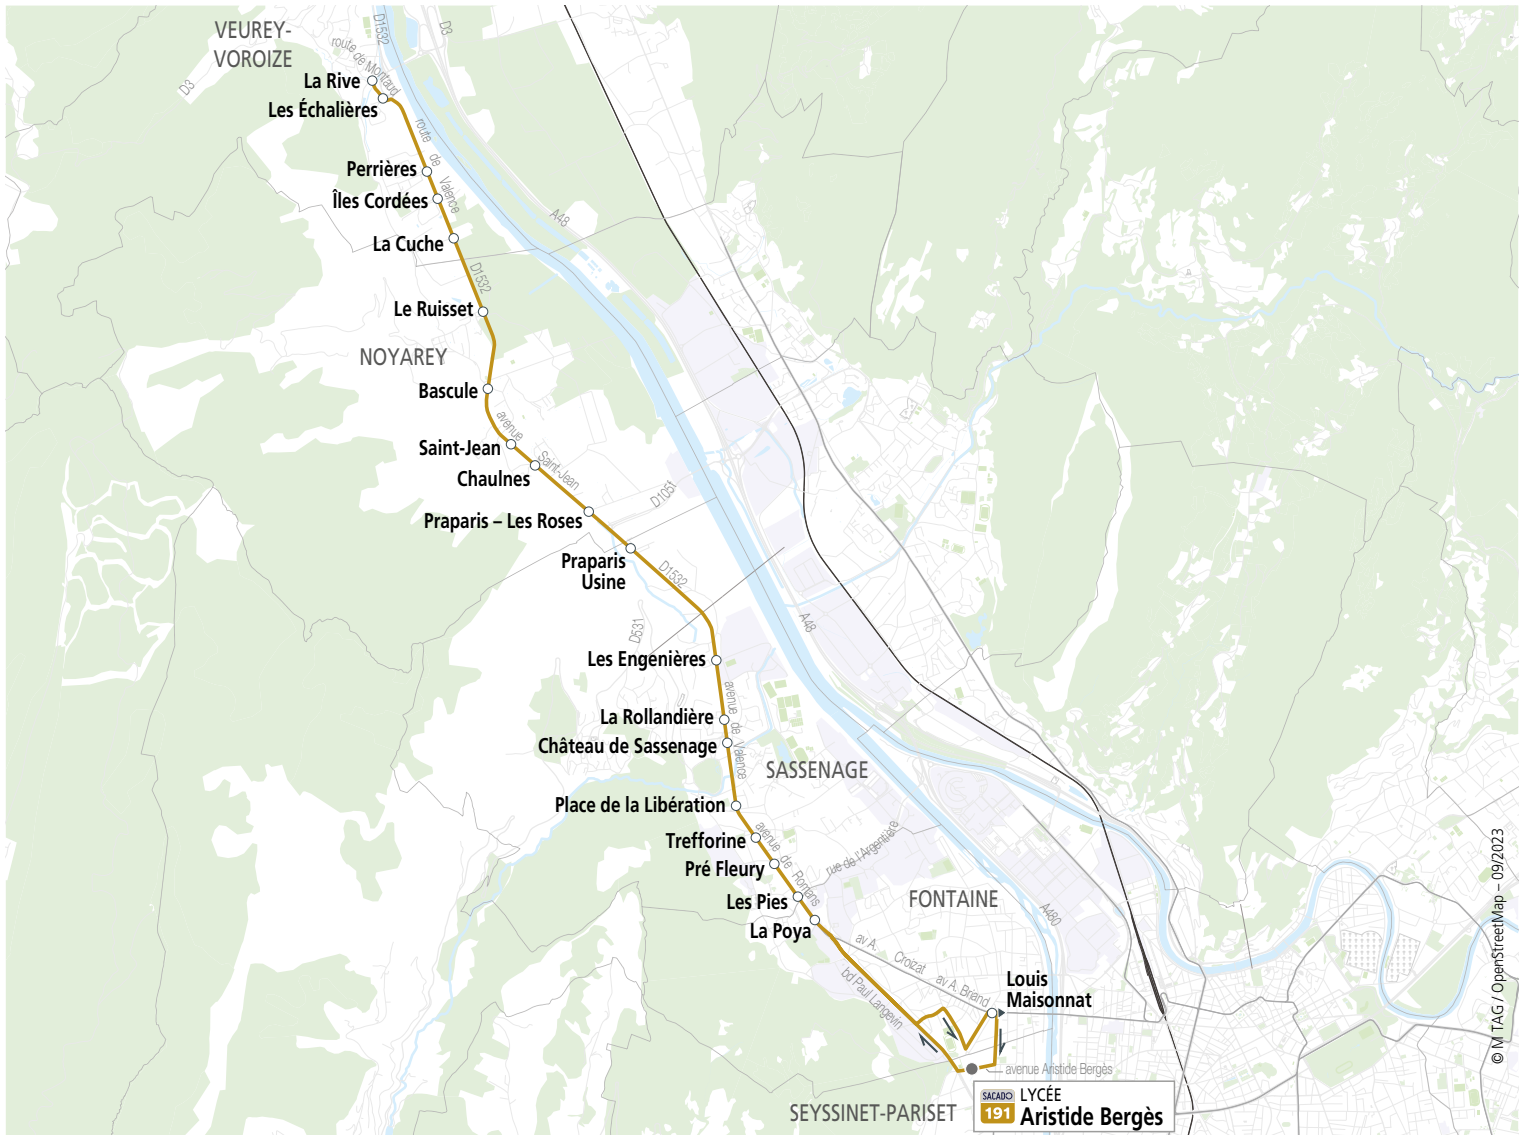 VEUREY-
VOROIZE
D1532
D3
route de Montaud
D3
La Rive
Les Échalières
route de Valence
Perrières
Îles Cordées
La Cuche
A48
D1532
Le Ruisset
NOYAREY
Bascule
avenue Saint-Jean
Saint-Jean
Chaulnes
D1051
Praparis – Les Roses
Praparis
Usine
D1532
D531
A48
Les Engenières
avenue de Valence
La Rollandière
Château de Sassenage
SASSENAGE
Place de la Libération
avenue de Romans
rue de l'Argentière
Trefforine
Pré Fleury
Les Pies
FONTAINE
A480
La Poya
av A. Croizat
av A. Briand
bd Paul Langevin
Louis
Maisonnat
avenue Aristide Bergès
SEYSSINET-PARISET
SACADO
191
LYCÉE
Aristide Bergès
© M TAG / OpenStreetMap – 09/2023